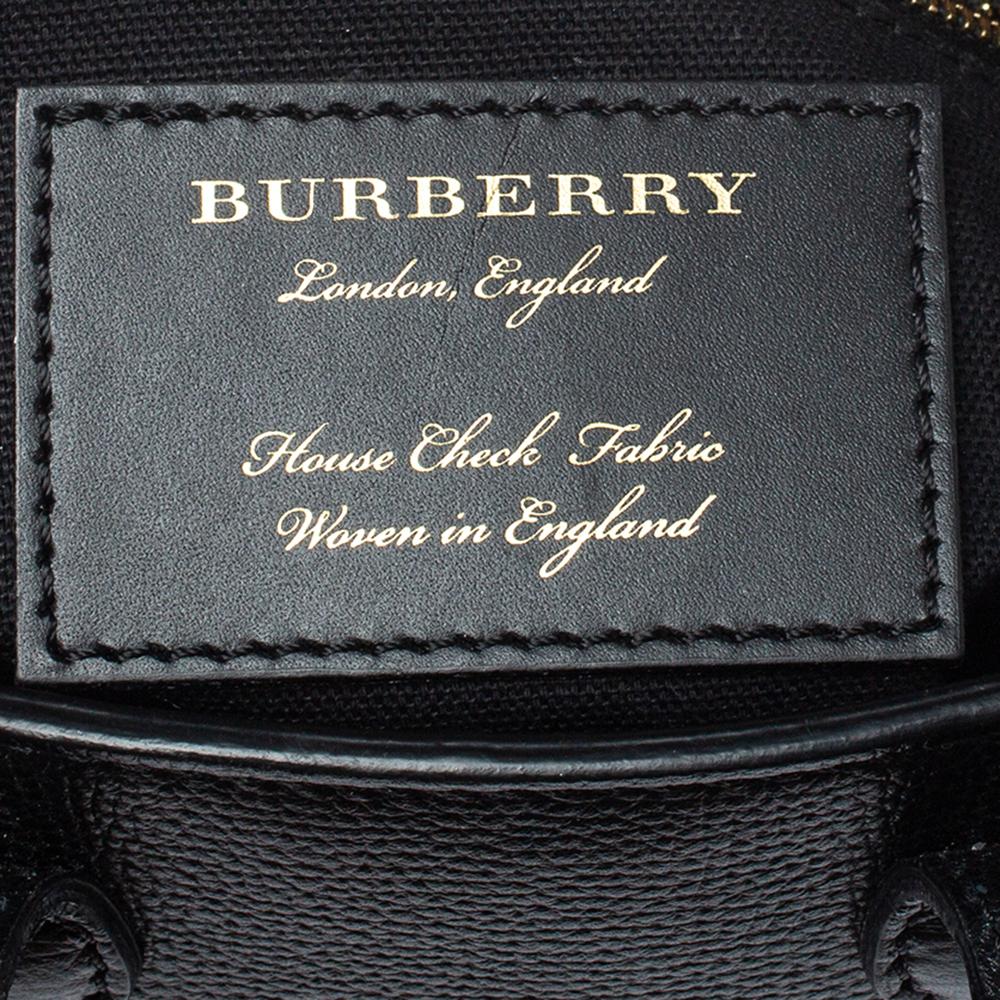 BURBERRY
London, England
House Check Fabric
Woven in England